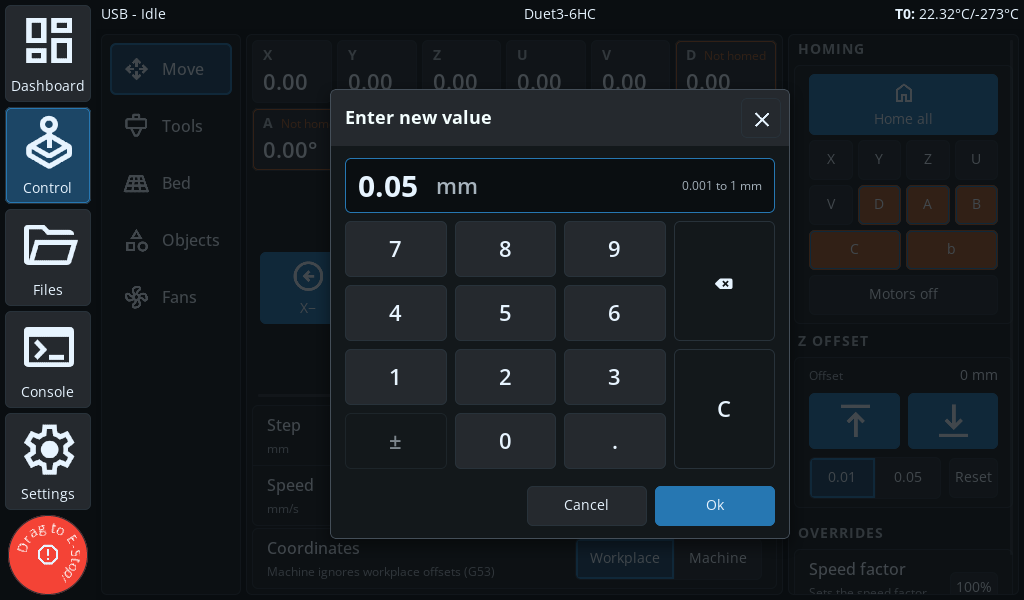 USB - Idle
Duet3-6HC
T0: 22.32°C/-273°C
Dashboard
Control
Files
Console
Settings
Drag to E-Stop!
Move
Tools
Bed
Objects
Fans
X
0.00
Y
0.00
Z
0.00
U
0.00
V
0.00
D Not homed
0.00
A Not hom
0.00°
X−
Enter new value
0.05 mm
0.001 to 1 mm
7
8
9
4
5
6
1
2
3
C
±
0
.
Cancel
Ok
Step
mm
Speed
mm/s
Coordinates
Machine ignores workplace offsets (G53)
Workplace
Machine
HOMING
Home all
X
Y
Z
U
V
D
A
B
C
b
Motors off
Z OFFSET
Offset
0 mm
0.01
0.05
Reset
OVERRIDES
Speed factor
Sets the speed factor
100%